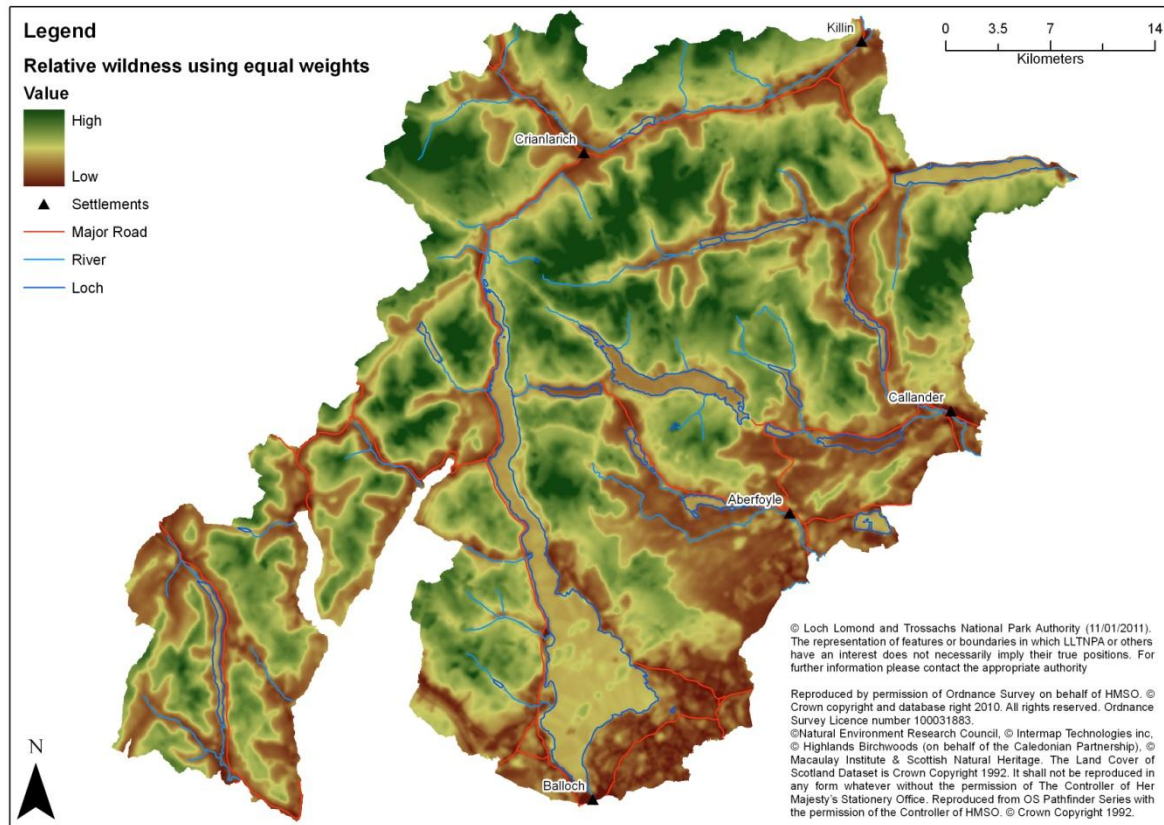 Legend
Relative wildness using equal weights
Value
High
Low
Settlements
Major Road
River
Loch
Killin
0 3.5 7 14
Kilometers
Crianlarich
Callander
Aberfoyle
Balloch
N
© Loch Lomond and Trossachs National Park Authority (11/01/2011).
The representation of features or boundaries in which LLTNPA or others
have an interest does not necessarily imply their true positions. For
further information please contact the appropriate authority
Reproduced by permission of Ordnance Survey on behalf of HMSO. ©
Crown copyright and database right 2010. All rights reserved. Ordnance
Survey Licence number 100031883.
©Natural Environment Research Council, © Intermap Technologies inc,
© Highlands Birchwoods (on behalf of the Caledonian Partnership), ©
Macaulay Institute & Scottish Natural Heritage. The Land Cover of
Scotland Dataset is Crown Copyright 1992. It shall not be reproduced in
any form whatever without the permission of The Controller of Her
Majesty's Stationery Office. Reproduced from OS Pathfinder Series with
the permission of the Controller of HMSO. © Crown Copyright 1992.